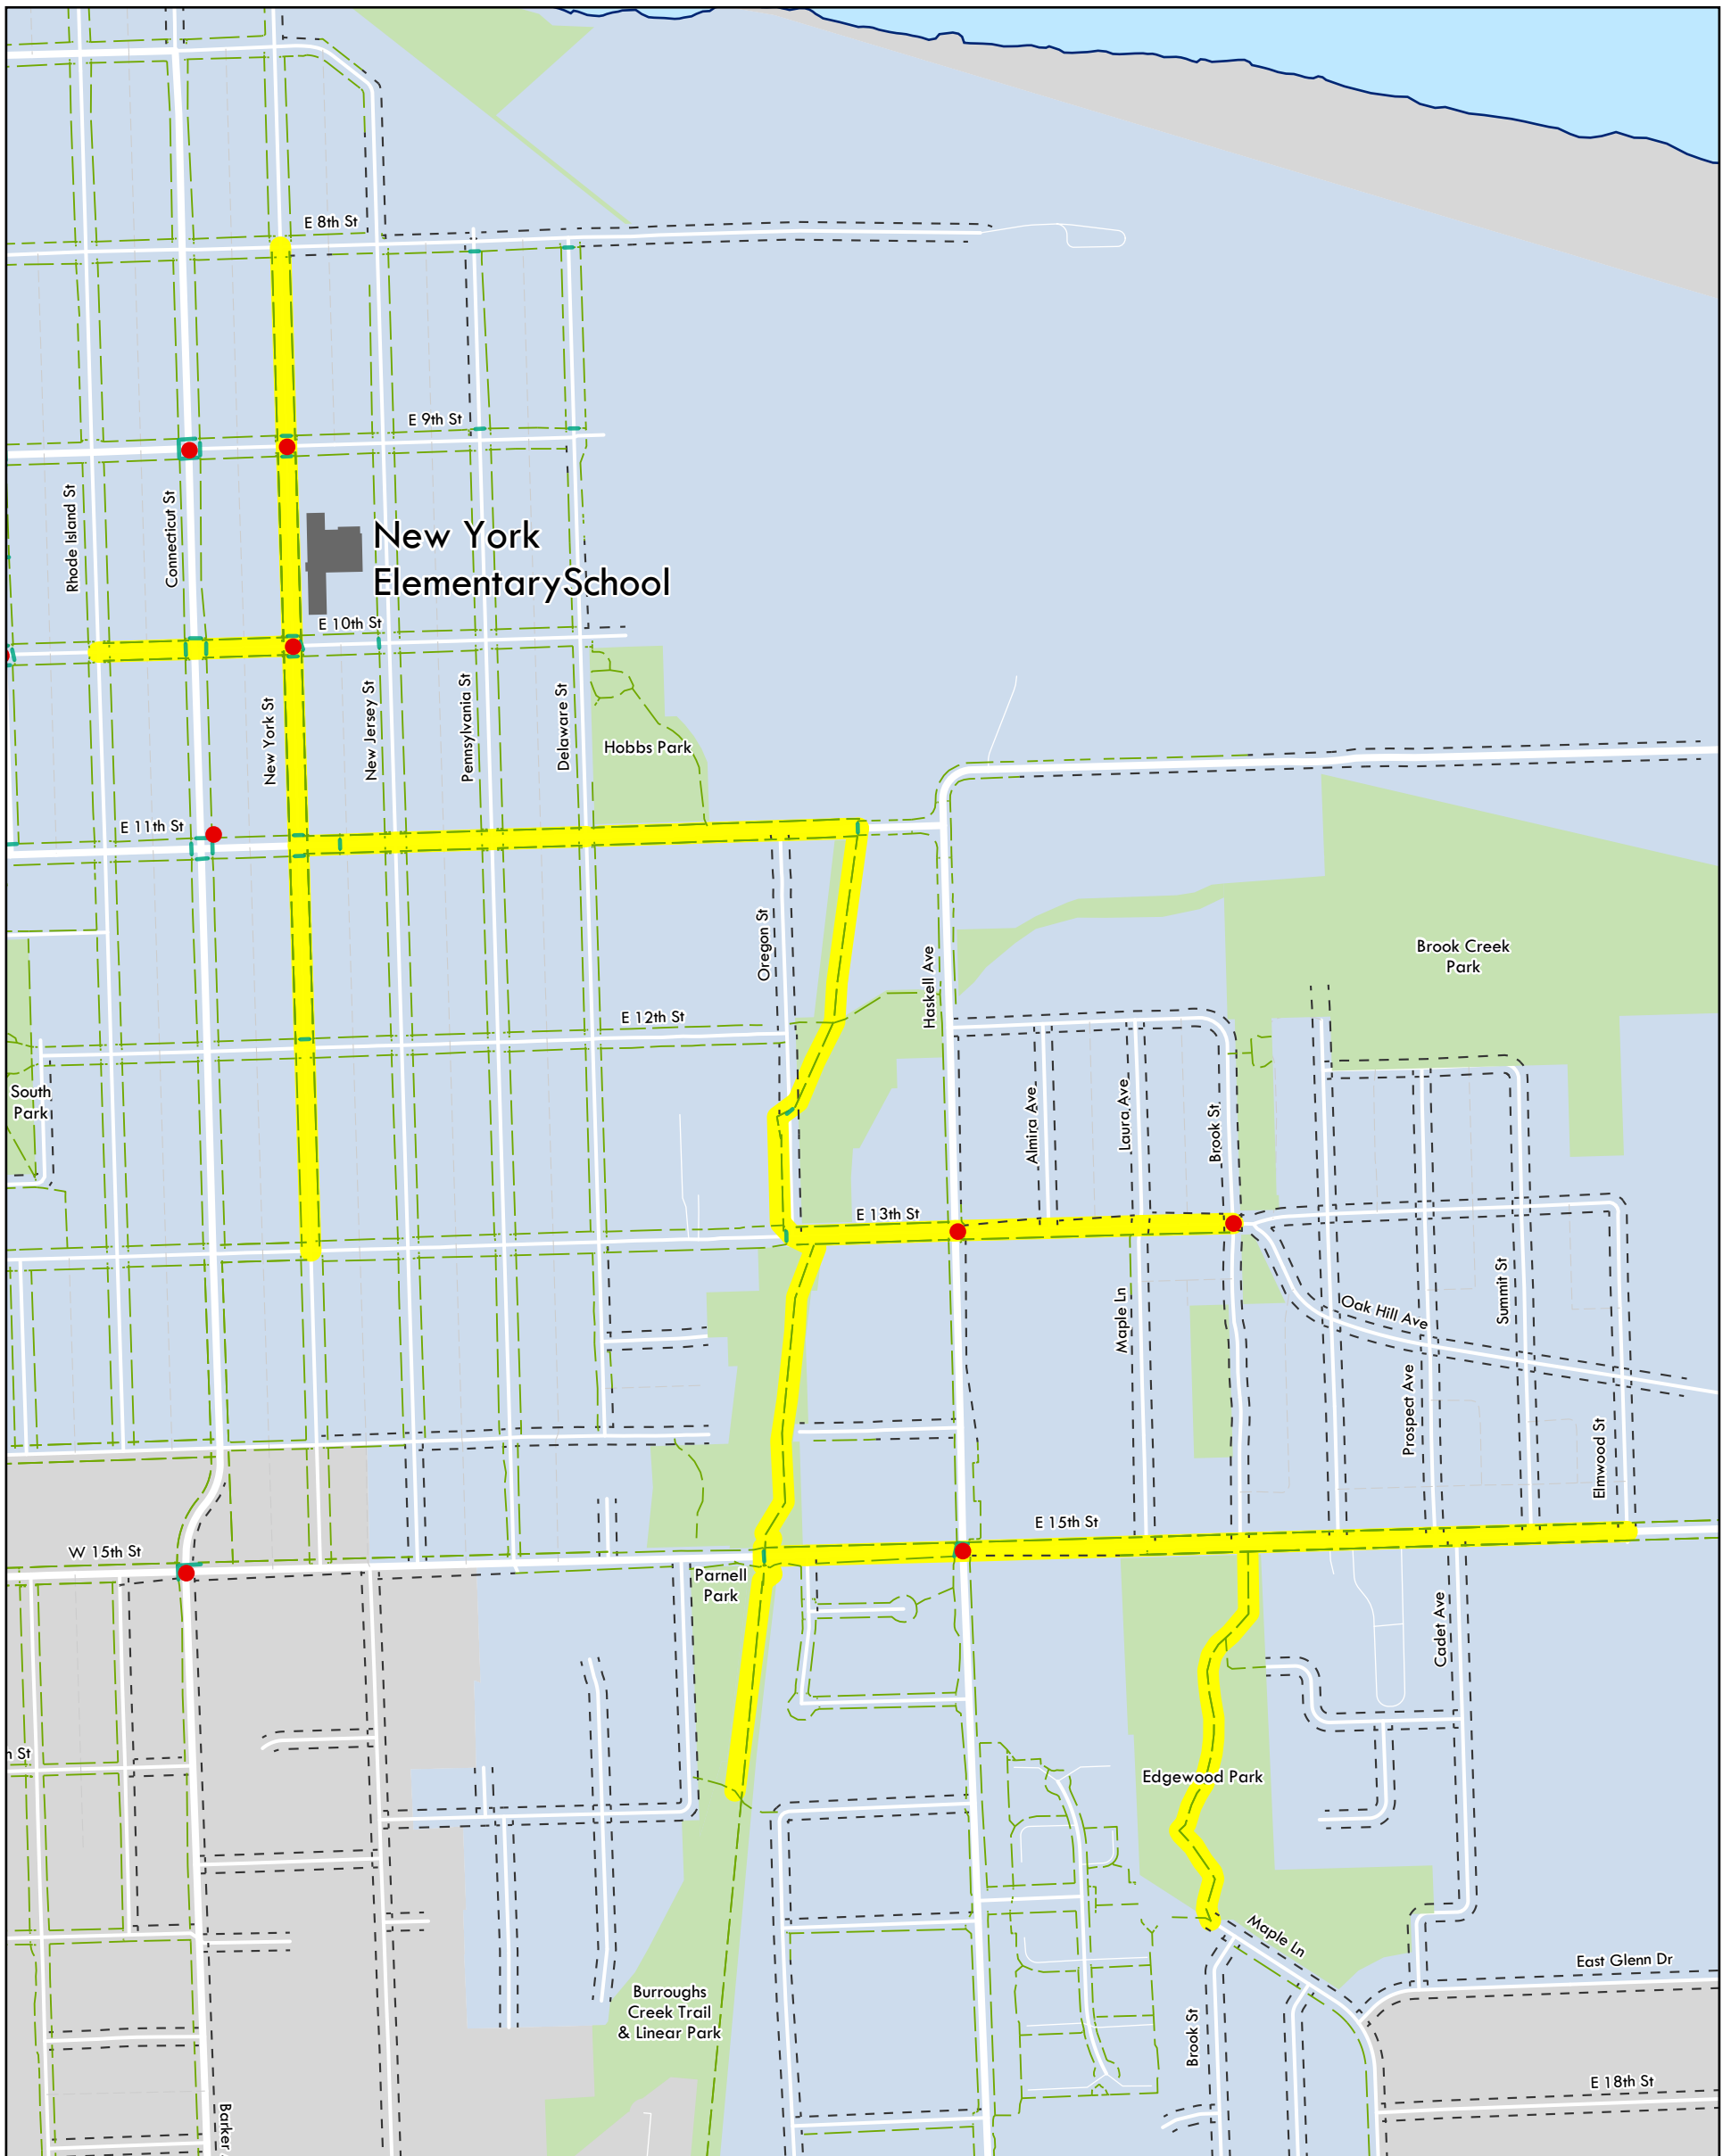 E 8th St
E 9th St
Rhode Island St
Connecticut St
New York
ElementarySchool
E 10th St
New York St
New Jersey St
Pennsylvania St
Delaware St
Hobbs Park
E 11th St
Oregon St
Haskell Ave
Brook Creek
Park
E 12th St
South
Park
Almira Ave
Laura Ave
Brook St
E 13th St
Maple Ln
Oak Hill Ave
Summit St
Prospect Ave
Elmwood St
E 15th St
W 15th St
Parnell
Park
Cadet Ave
St
Edgewood Park
Maple Ln
East Glenn Dr
Burroughs
Creek Trail
& Linear Park
Brook St
E 18th St
Barker